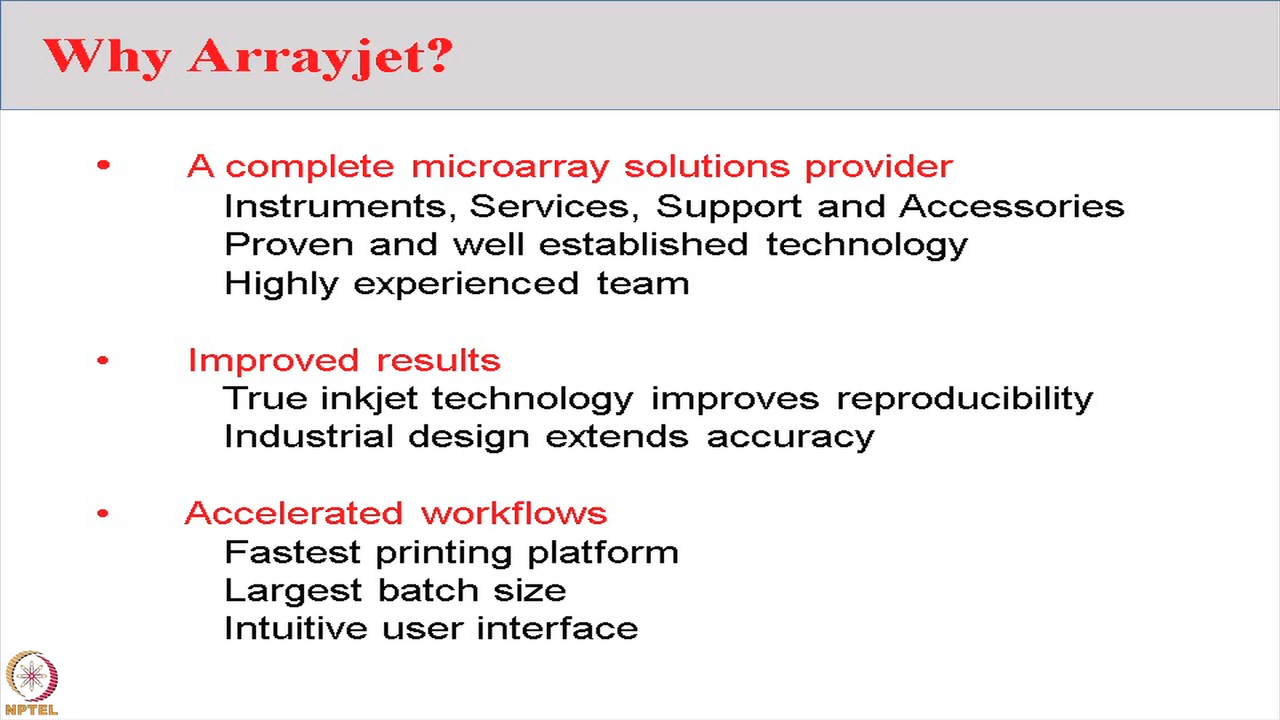 Why Arrayjet?
• A complete microarray solutions provider
Instruments, Services, Support and Accessories
Proven and well established technology
Highly experienced team
• Improved results
True inkjet technology improves reproducibility
Industrial design extends accuracy
• Accelerated workflows
Fastest printing platform
Largest batch size
Intuitive user interface
NPTEL